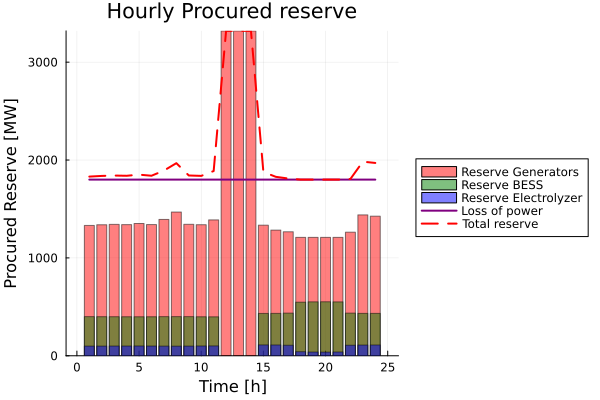 Hourly Procured reserve
Procured Reserve [MW]
3000
2000
1000
0
0 5 10 15 20 25
Time [h]
Reserve Generators
Reserve BESS
Reserve Electrolyzer
Loss of power
Total reserve